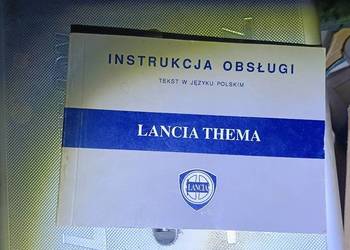 INSTRUKCJA OBSŁUGI
TEKST W JĘZYKU POLSKIM
LANCIA THEMA
LANCIA